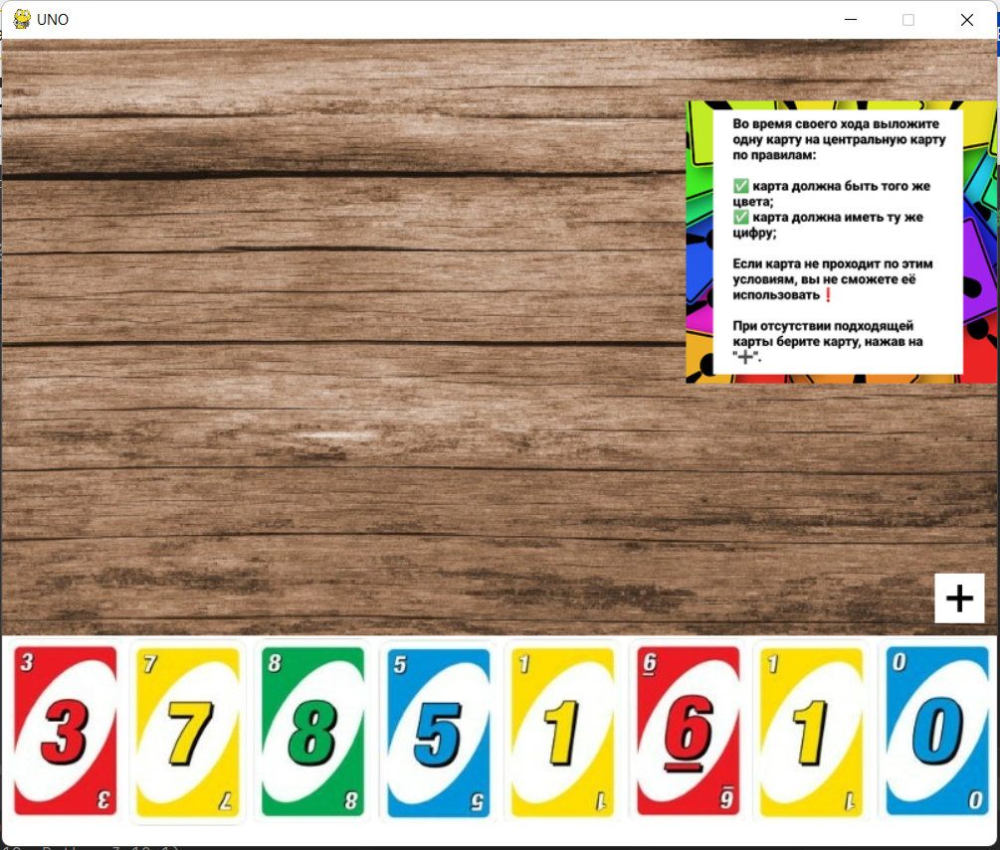 UNO
Во время своего хода выложите
одну карту на центральную карту
по правилам:
✅ карта должна быть того же
цвета;
✅ карта должна иметь ту же
цифру;
Если карта не проходит по этим
условиям, вы не сможете её
использовать❗
При отсутствии подходящей
карты берите карту, нажав на
"➕".
+
3 7 8 5 1 6 1 0
3 7 8 5 1 6 1 0
3 7 8 5 1 6 1 0